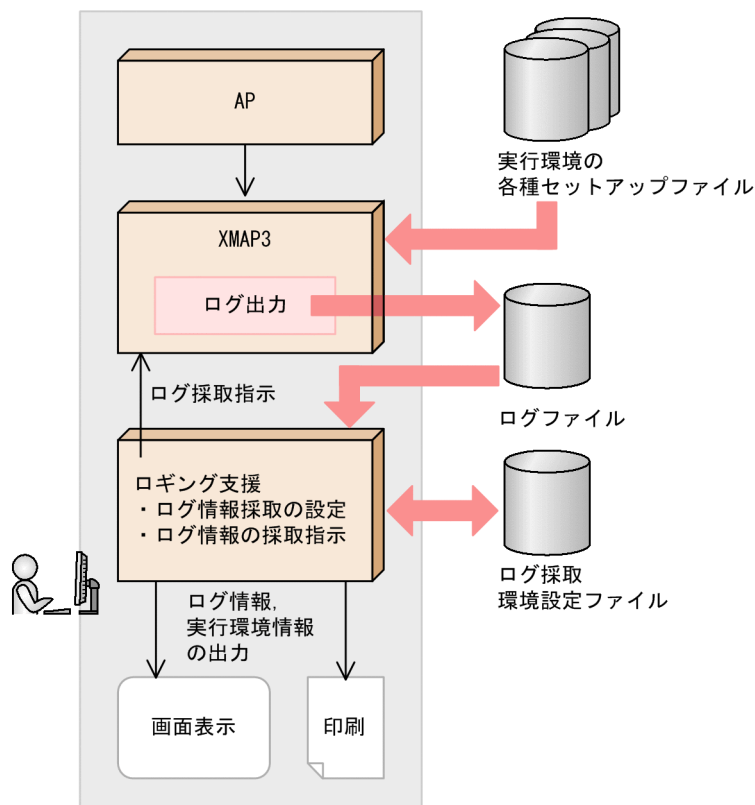 AP
実行環境の
各種セットアップファイル
XMAP3
ログ出力
ログ採取指示
ログファイル
ロギング支援
・ログ情報採取の設定
・ログ情報の採取指示
ログ採取
環境設定ファイル
ログ情報,
実行環境情報
の出力
画面表示
印刷